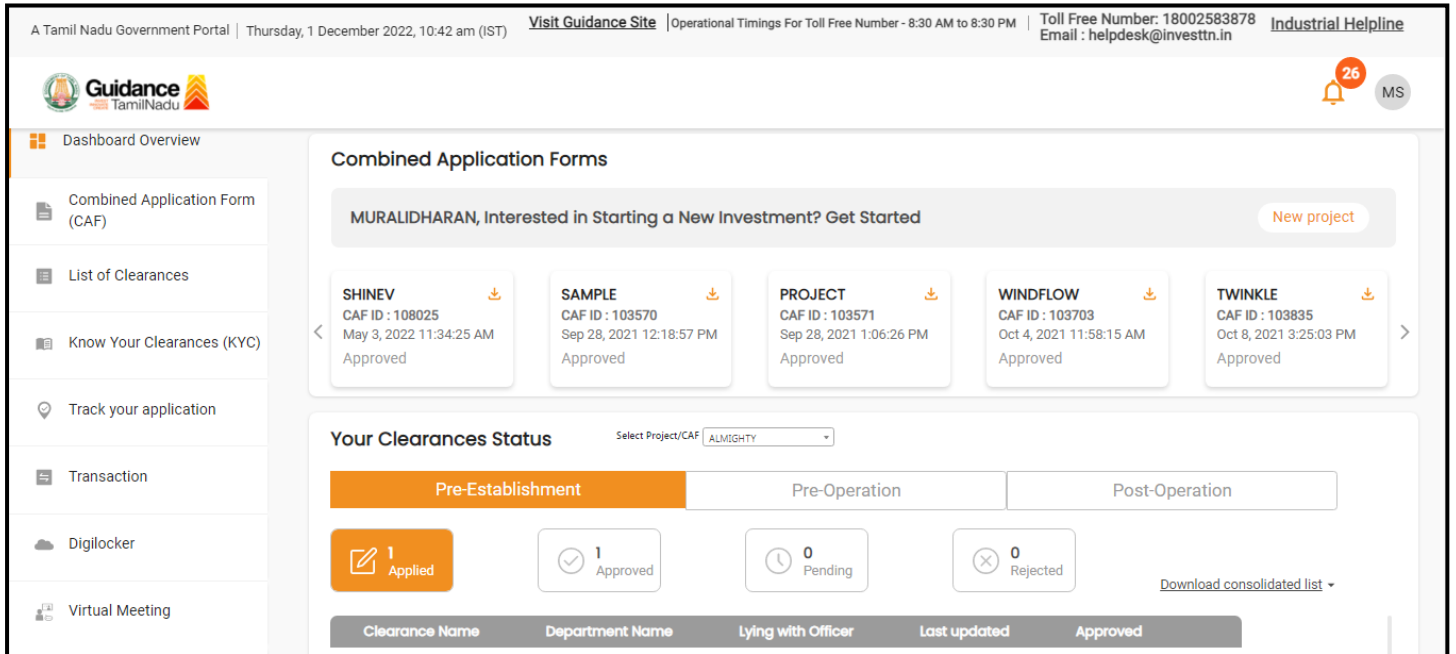 A Tamil Nadu Government Portal | Thursday, 1 December 2022, 10:42 am (IST) Visit Guidance Site | Operational Timings For Toll Free Number - 8:30 AM to 8:30 PM | Toll Free Number: 18002583878 Industrial Helpline
Email : helpdesk@investtn.in
Guidance
TamilNadu
26
MS
Dashboard Overview
Combined Application Form
(CAF)
List of Clearances
Know Your Clearances (KYC)
Track your application
Transaction
Digilocker
Virtual Meeting
Combined Application Forms
MURALIDHARAN, Interested in Starting a New Investment? Get Started
New project
SHINEV
CAF ID : 108025
May 3, 2022 11:34:25 AM
Approved
SAMPLE
CAF ID : 103570
Sep 28, 2021 12:18:57 PM
Approved
PROJECT
CAF ID : 103571
Sep 28, 2021 1:06:26 PM
Approved
WINDFLOW
CAF ID : 103703
Oct 4, 2021 11:58:15 AM
Approved
TWINKLE
CAF ID : 103835
Oct 8, 2021 3:25:03 PM
Approved
Your Clearances Status
Select Project/CAF ALMIGHTY
Pre-Establishment Pre-Operation Post-Operation
1
Applied
1
Approved
0
Pending
0
Rejected
Download consolidated list
Clearance Name Department Name Lying with Officer Last updated Approved